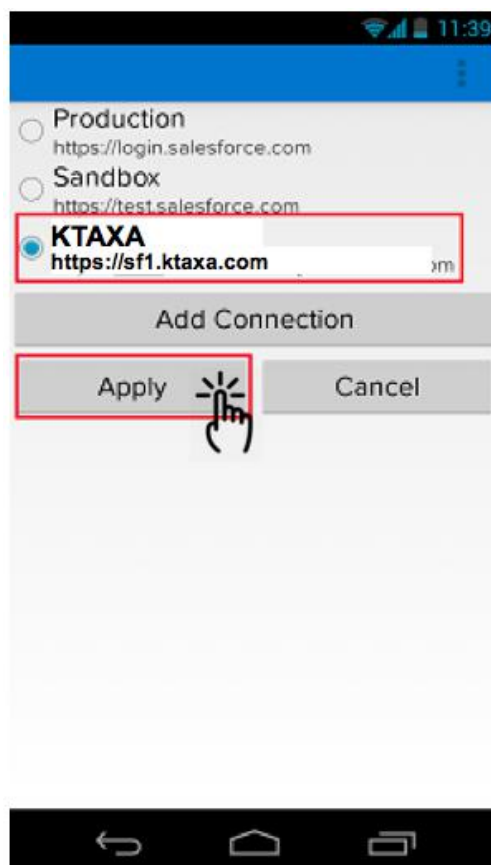 11:39
Production
https://login.salesforce.com
Sandbox
https://test.salesforce.com
KTAXA
https://sf1.ktaxa.com
Add Connection
Apply Cancel